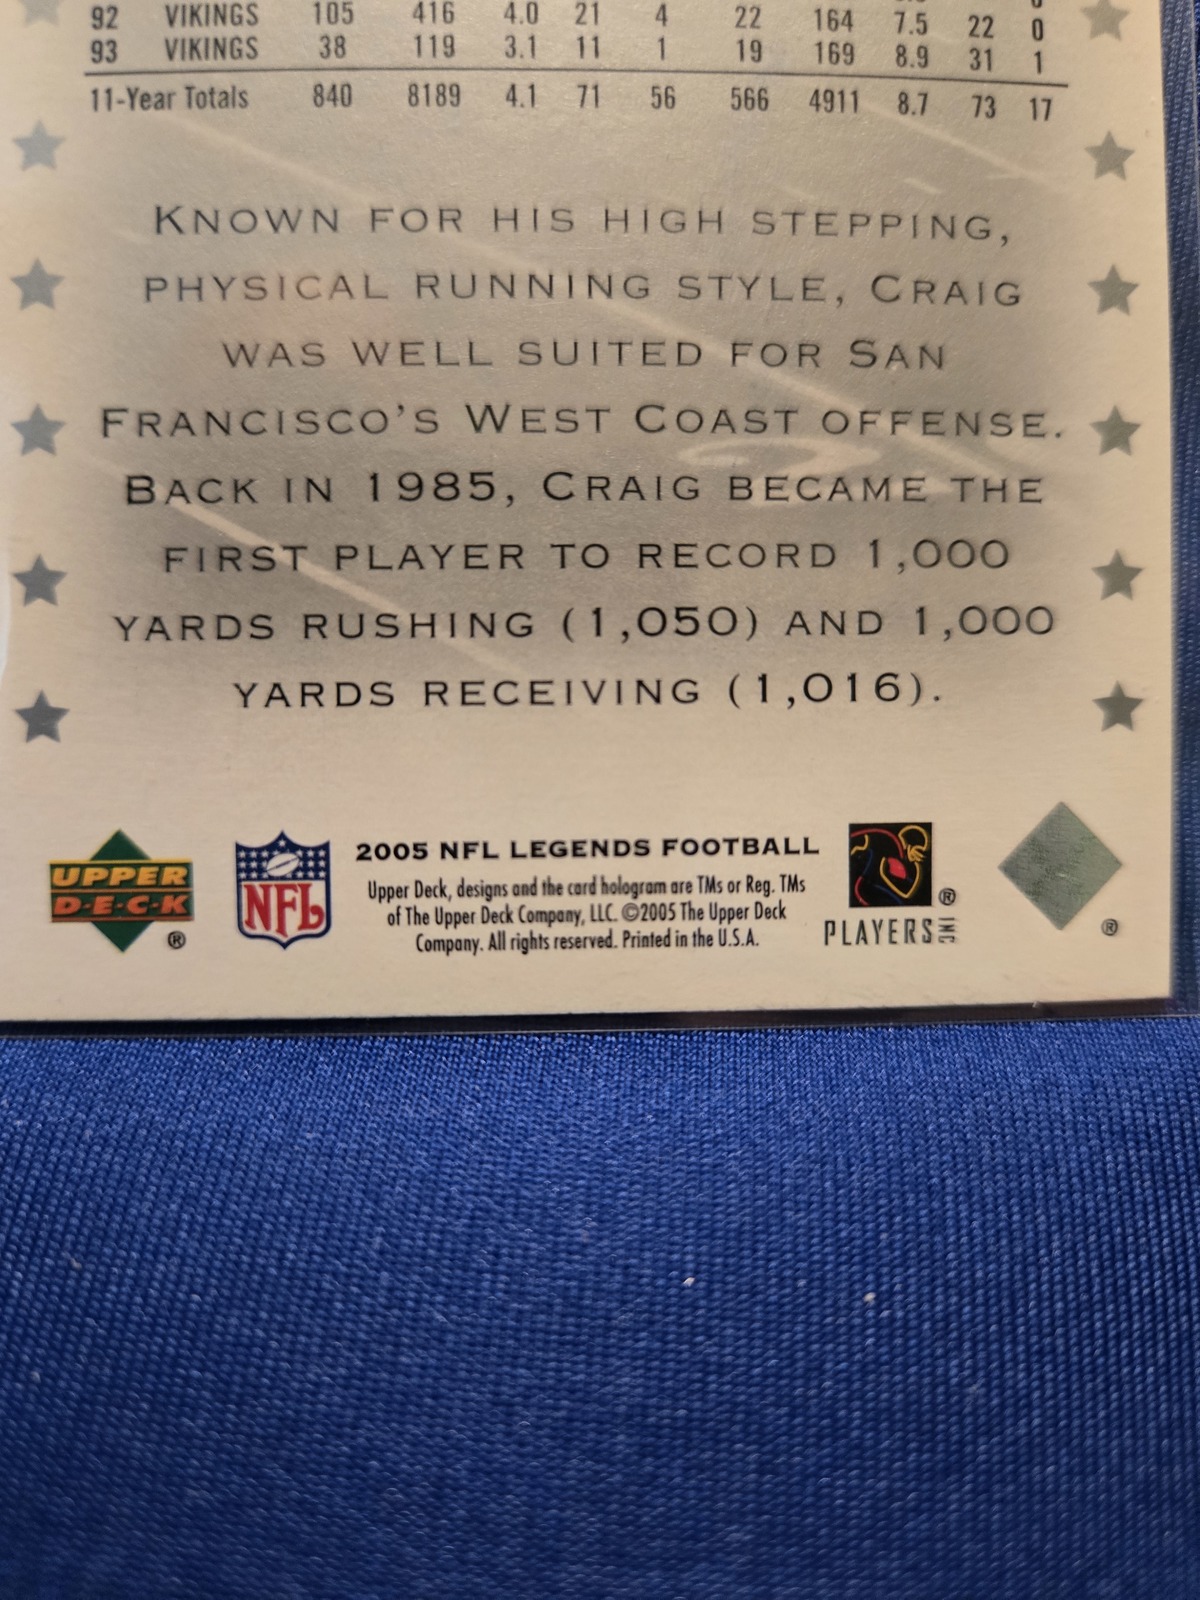 92 VIKINGS 105 416 4.0 21 4 22 164 7.5 22 0
93 VIKINGS 38 119 3.1 11 1 19 169 8.9 31 1
11-Year Totals 840 8189 4.1 71 56 566 4911 8.7 73 17
KNOWN FOR HIS HIGH STEPPING,
PHYSICAL RUNNING STYLE, CRAIG
WAS WELL SUITED FOR SAN
FRANCISCO'S WEST COAST OFFENSE.
BACK IN 1985, CRAIG BECAME THE
FIRST PLAYER TO RECORD 1,000
YARDS RUSHING (1,050) AND 1,000
YARDS RECEIVING (1,016).
UPPER
D·E·C·K
®
NFL
2005 NFL LEGENDS FOOTBALL
Upper Deck, designs and the card hologram are TMs or Reg. TMs
of The Upper Deck Company, LLC. ©2005 The Upper Deck
Company. All rights reserved. Printed in the U.S.A.
®
PLAYERS INC
®